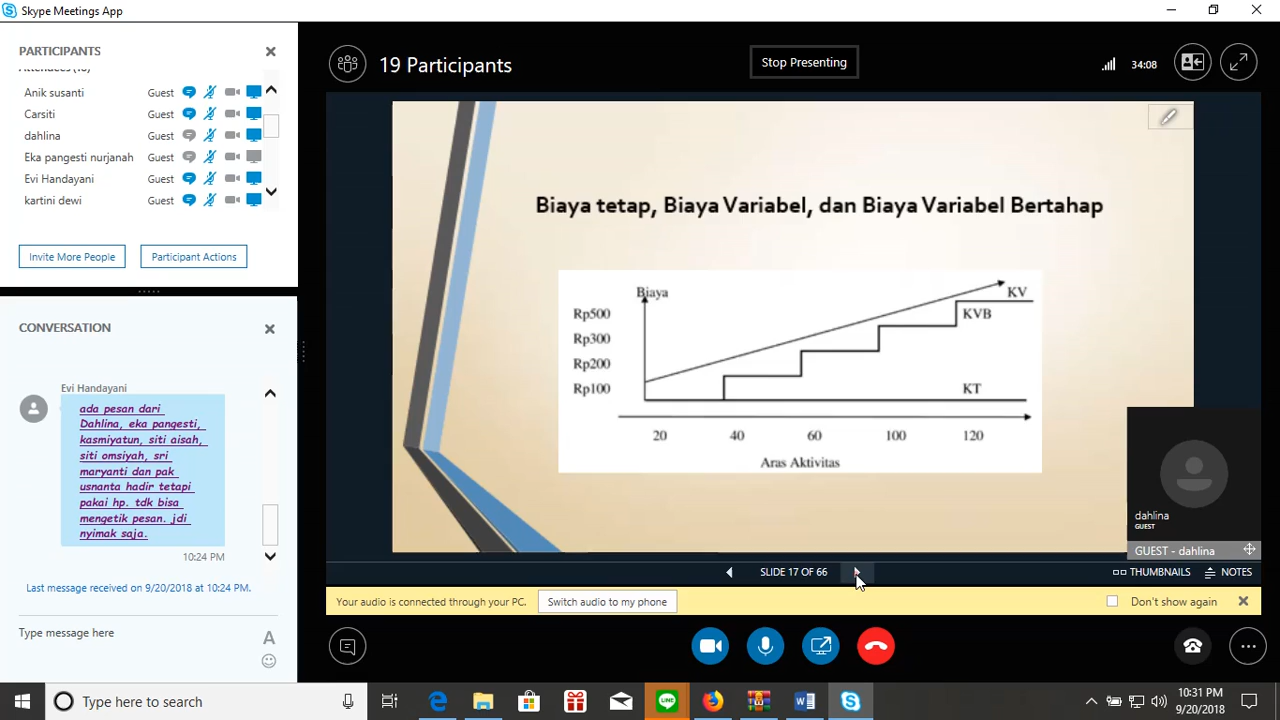 Skype Meetings App
PARTICIPANTS
Anik susanti Guest
Carsiti Guest
dahlina Guest
Eka pangesti nurjanah Guest
Evi Handayani Guest
kartini dewi Guest
Invite More People
Participant Actions
CONVERSATION
Evi Handayani
ada pesan dari
Dahlina, eka pangesti,
kasmiyatun, siti aisah,
siti omsiyah, sri
maryanti dan pak
usnanta hadir tetapi
pakai hp. tdk bisa
mengetik pesan. jdi
nyimak saja.
10:24 PM
Last message received on 9/20/2018 at 10:24 PM.
Type message here
A
19 Participants
Stop Presenting
34:08
Biaya tetap, Biaya Variabel, dan Biaya Variabel Bertahap
Biaya
KV
Rp500
KVB
Rp300
Rp200
Rp100
KT
20 40 60 100 120
Aras Aktivitas
dahlina
GUEST
GUEST - dahlina
SLIDE 17 OF 66
THUMBNAILS
NOTES
Your audio is connected through your PC.
Switch audio to my phone
Don't show again
Type here to search
10:31 PM
9/20/2018